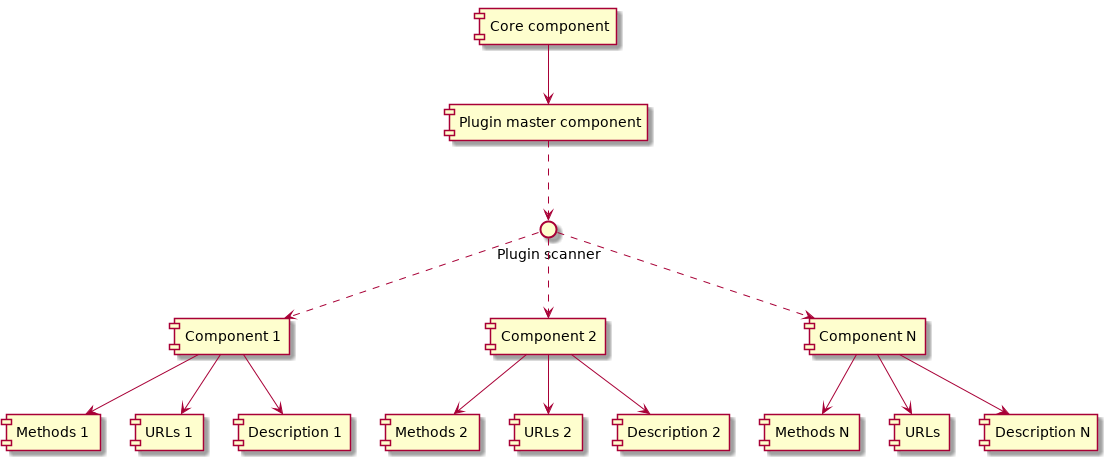 Core component
Plugin master component
Plugin scanner
Component 1
Component 2
Component N
Methods 1
URLs 1
Description 1
Methods 2
URLs 2
Description 2
Methods N
URLs
Description N